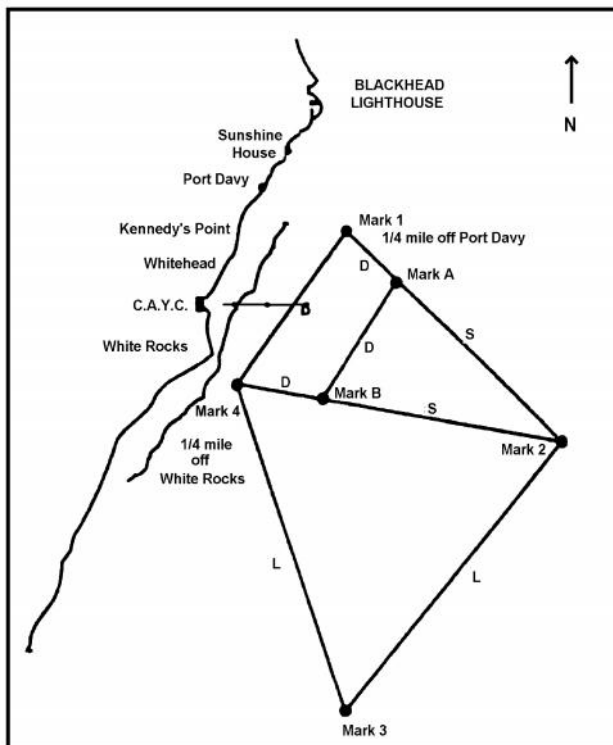 BLACKHEAD
LIGHTHOUSE
N
Sunshine
House
Port Davy
Kennedy's Point
Mark 1
1/4 mile off Port Davy
D
Mark A
Whitehead
C.A.Y.C.
D
S
White Rocks
Mark 4
D
Mark B
S
Mark 2
1/4 mile
off
White Rocks
L
L
Mark 3